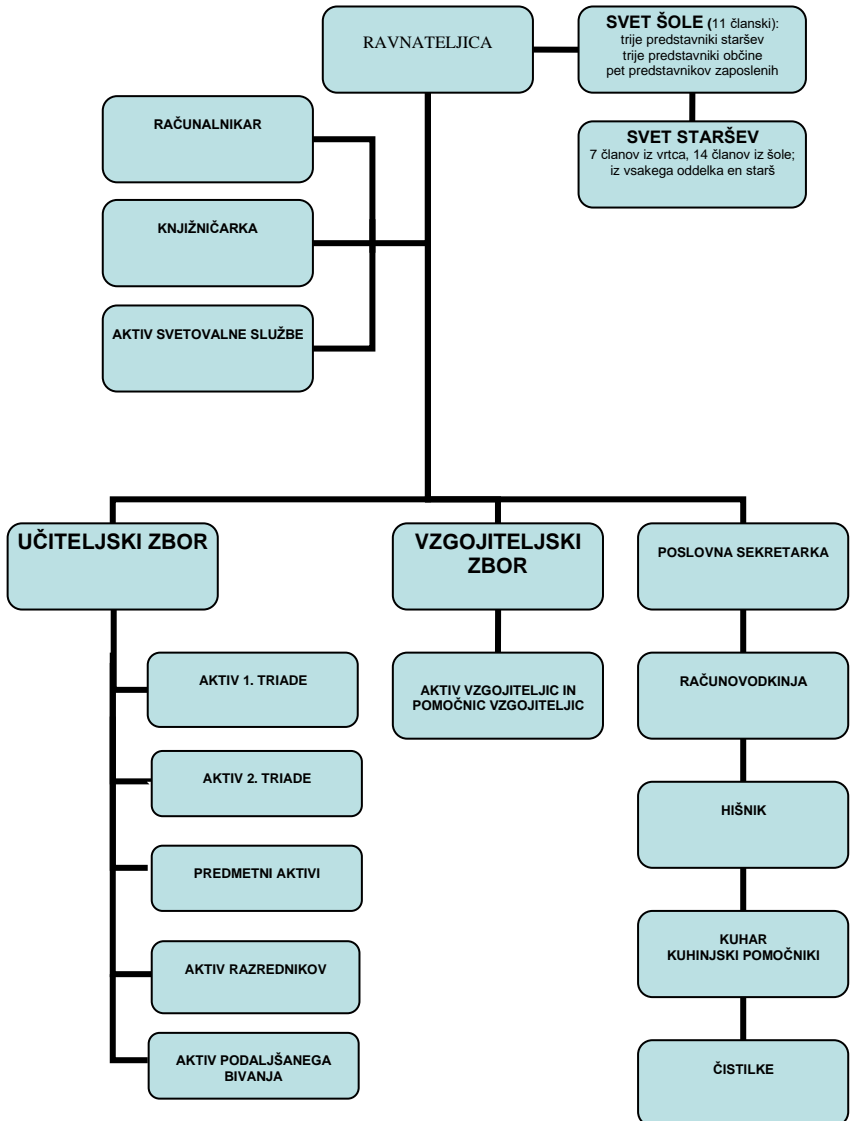 RAVNATELJICA
SVET ŠOLE (11 članski):
trije predstavniki staršev
trije predstavniki občine
pet predstavnikov zaposlenih
SVET STARŠEV
7 članov iz vrtca, 14 članov iz šole;
iz vsakega oddelka en starš
RAČUNALNIKAR
KNJIŽNIČARKA
AKTIV SVETOVALNE SLUŽBE
UČITELJSKI ZBOR
AKTIV 1. TRIADE
AKTIV 2. TRIADE
PREDMETNI AKTIVI
AKTIV RAZREDNIKOV
AKTIV PODALJŠANEGA
BIVANJA
VZGOJITELJSKI
ZBOR
AKTIV VZGOJITELJIC IN
POMOČNIC VZGOJITELJIC
POSLOVNA SEKRETARKA
RAČUNOVODKINJA
HIŠNIK
KUHAR
KUHINJSKI POMOČNIKI
ČISTILKE